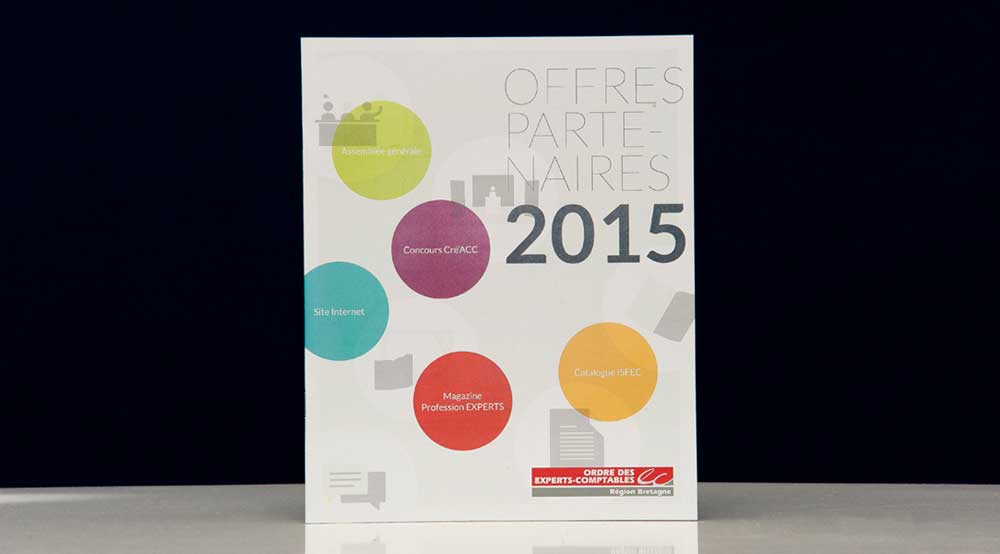 OFFRES
PARTE-
NAIRES
2015
Assemblée générale
Concours Cré'ACC
Site Internet
Magazine
Profession EXPERTS
Catalogue ISFEC
ORDRE DES
EXPERTS-COMPTABLES
Région Bretagne